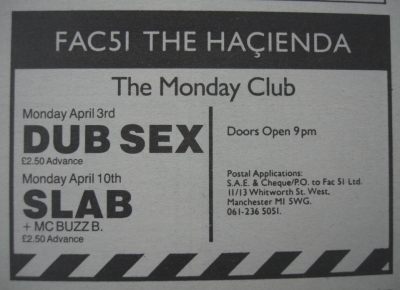 FAC51 THE HAÇIENDA
The Monday Club
Monday April 3rd
DUB SEX
£2.50 Advance
Monday April 10th
SLAB
+ MC BUZZ B.
£2.50 Advance
Doors Open 9pm
Postal Applications:
S.A.E. & Cheque/P.O. to Fac 51 Ltd.
11/13 Whitworth St. West,
Manchester M1 5WG.
061-236 5051.